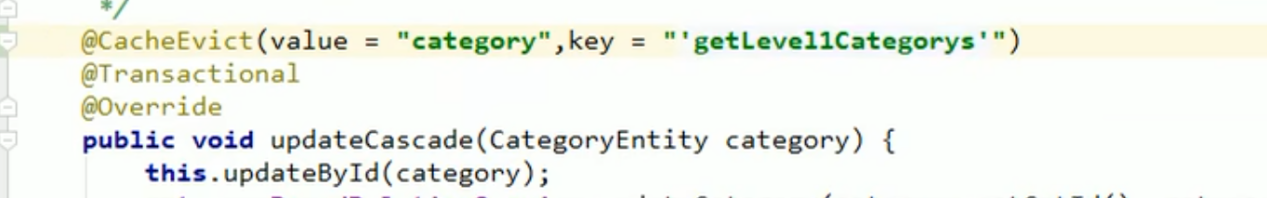 */
@CacheEvict(value = "category",key = "'getLevel1Categorys'")
@Transactional
@Override
public void updateCascade(CategoryEntity category) {
this.updateById(category);